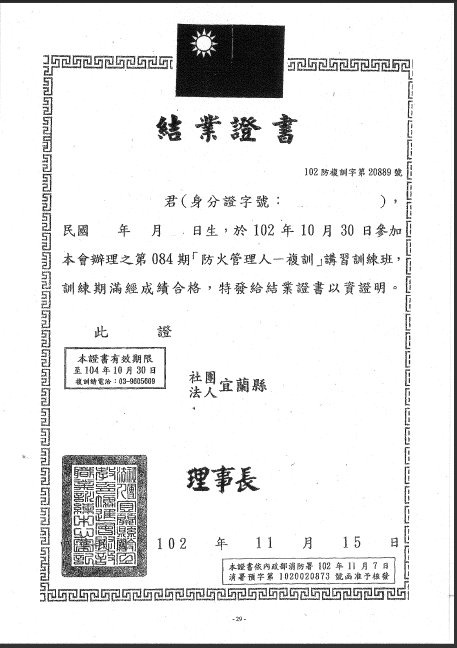 結業證書
102防複訓字第20889號
君(身分證字號： )，
民國 年 月 日生，於102年10月30日參加
本會辦理之第084期「防火管理人－複訓」講習訓練班，
訓練期滿經成績合格，特發給結業證書以資證明。
此 證
本證書有效期限
至104年10月30日
複訓請電洽：03-9605669
社團
法人
宜蘭縣
理事長
102 年 11 月 15 日
本證書依內政部消防署102年11月7日
消署預字第1020020873號函准予核發
-29-